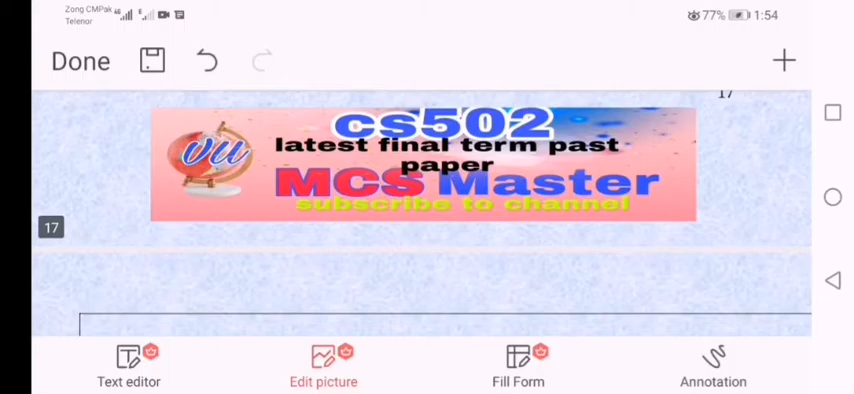 Zong CMPak 4G E
Telenor
77% 1:54
Done
17
cs502
latest final term past
paper
vu
MCS Master
subscribe to channel
17
Text editor
Edit picture
Fill Form
Annotation